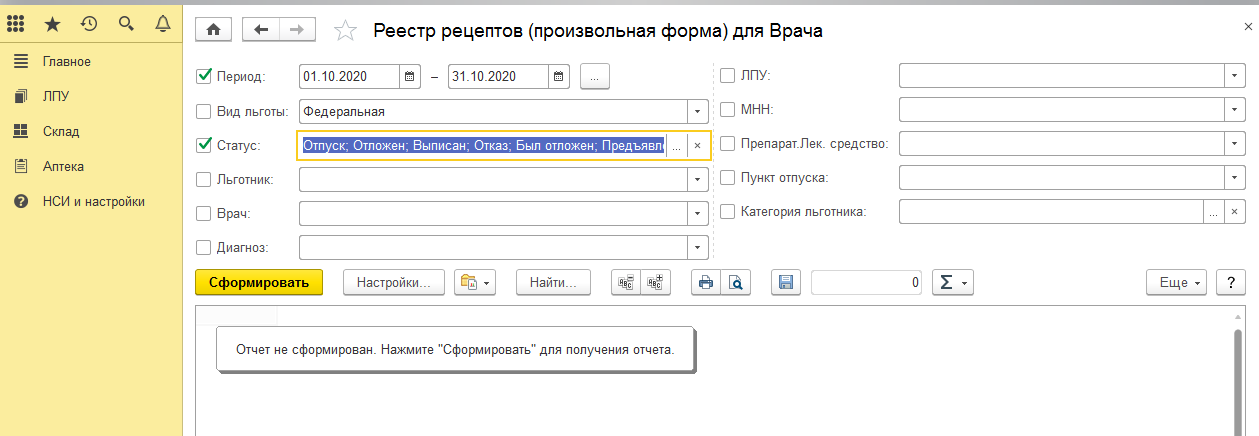 Реестр рецептов (произвольная форма) для Врача
Главное
ЛПУ
Склад
Аптека
НСИ и настройки
Период: 01.10.2020 – 31.10.2020 ...
Вид льготы: Федеральная
Статус: Отпуск; Отложен; Выписан; Отказ; Был отложен; Предъявле ... ×
Льготник:
Врач:
Диагноз:
ЛПУ:
МНН:
Препарат.Лек. средство:
Пункт отпуска:
Категория льготника: ... ×
Сформировать Настройки... Найти... 0 Σ Еще ?
Отчет не сформирован. Нажмите "Сформировать" для получения отчета.